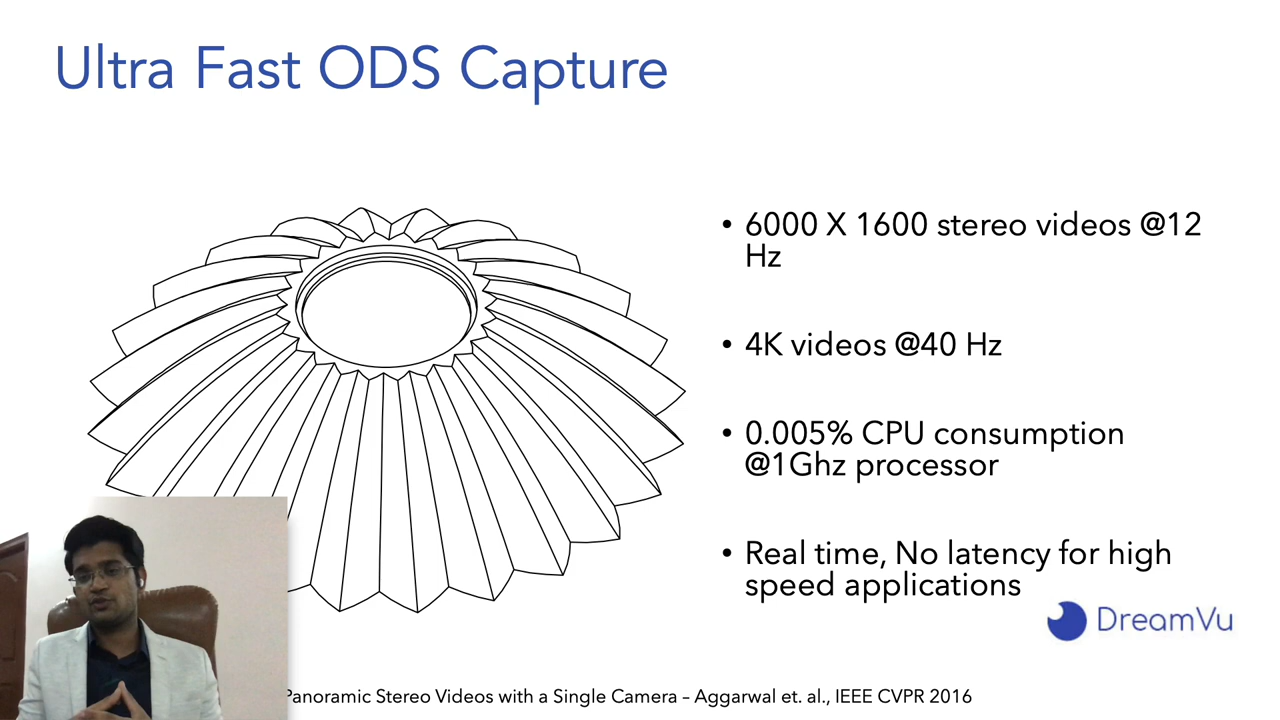 Ultra Fast ODS Capture
• 6000 X 1600 stereo videos @12
Hz
• 4K videos @40 Hz
• 0.005% CPU consumption
@1Ghz processor
• Real time, No latency for high
speed applications
DreamVu
Panoramic Stereo Videos with a Single Camera – Aggarwal et. al., IEEE CVPR 2016